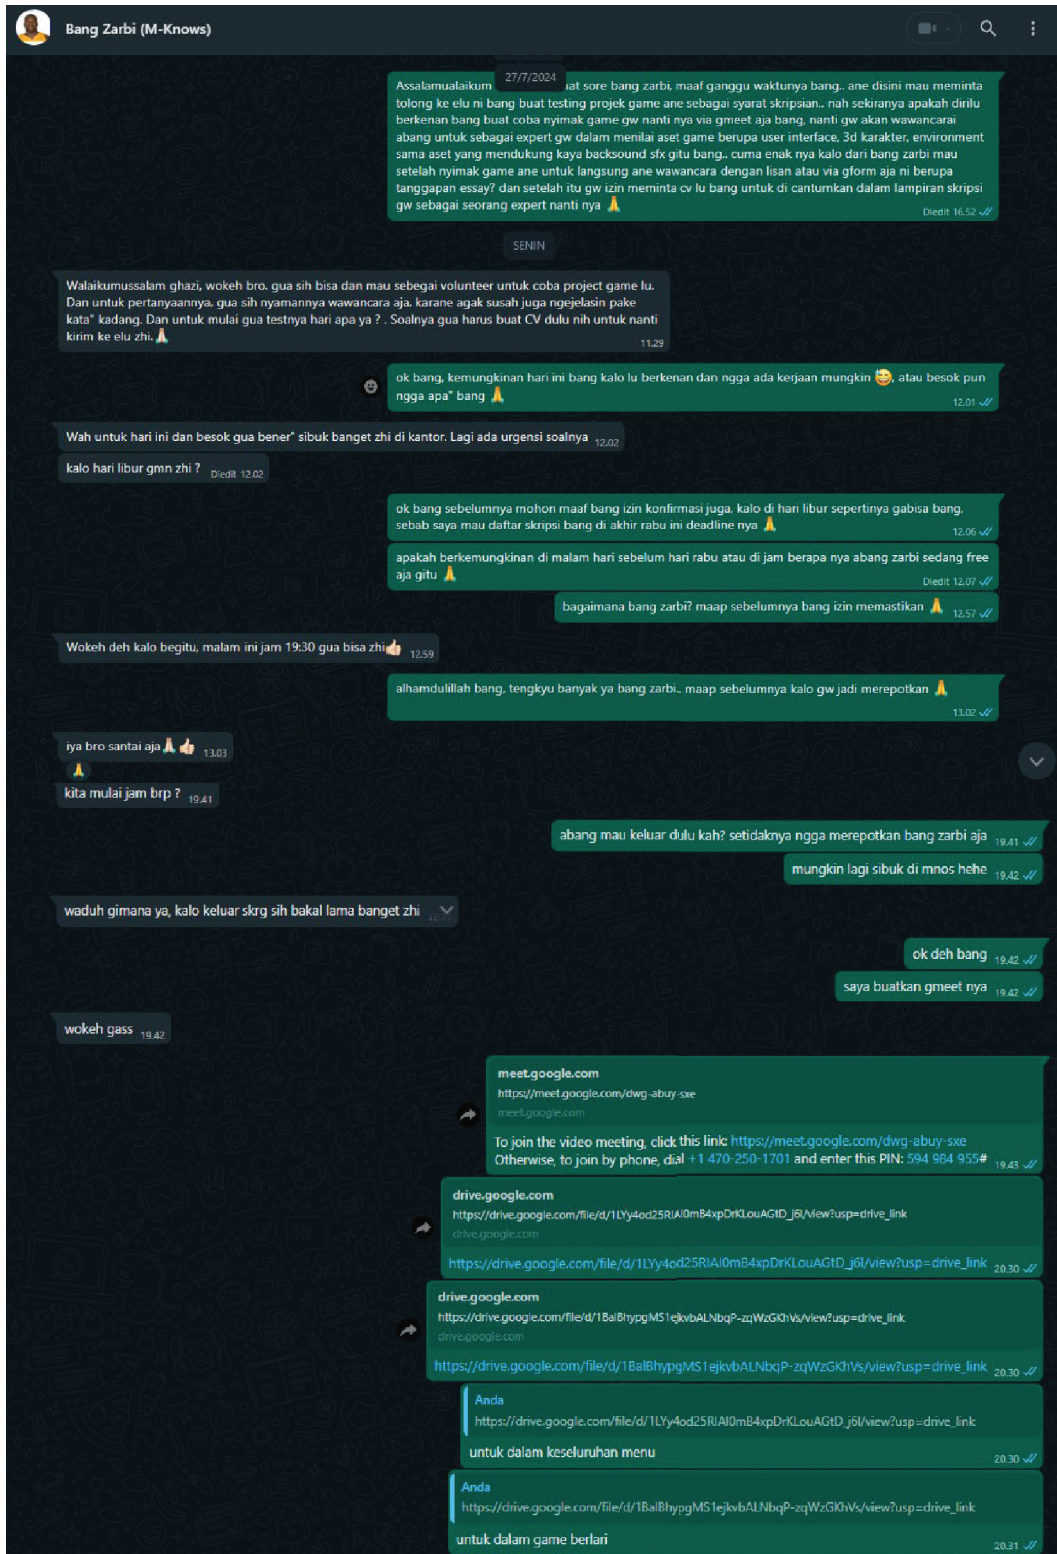 Bang Zarbi (M-Knows)
27/7/2024
Assalamualaikum at sore bang zarbi, maaf ganggu waktunya bang.. ane disini mau meminta
tolong ke elu ni bang buat testing projek game ane sebagai syarat skripsian.. nah sekiranya apakah dirilu
berkenan bang buat coba nyimak game gw nanti nya via gmeet aja bang, nanti gw akan wawancarai
abang untuk sebagai expert gw dalam menilai aset game berupa user interface, 3d karakter, environment
sama aset yang mendukung kaya backsound sfx gitu bang.. cuma enak nya kalo dari bang zarbi mau
setelah nyimak game ane untuk langsung ane wawancara dengan lisan atau via gform aja ni berupa
tanggapan essay? dan setelah itu gw izin meminta cv lu bang untuk di cantumkan dalam lampiran skripsi
gw sebagai seorang expert nanti nya 🙏
Diedit 16.52
SENIN
Walaikumussalam ghazi, wokeh bro. gua sih bisa dan mau sebegai volunteer untuk coba project game lu.
Dan untuk pertanyaannya, gua sih nyamannya wawancara aja, karane agak susah juga ngejelasin pake
kata" kadang. Dan untuk mulai gua testnya hari apa ya ? . Soalnya gua harus buat CV dulu nih untuk nanti
kirim ke elu zhi.🙏🏻
11.29
ok bang, kemungkinan hari ini bang kalo lu berkenan dan ngga ada kerjaan mungkin 😅, atau besok pun
ngga apa" bang 🙏
12.01
Wah untuk hari ini dan besok gua bener" sibuk banget zhi di kantor. Lagi ada urgensi soalnya 12.02
kalo hari libur gmn zhi ? Diedit 12.02
ok bang sebelumnya mohon maaf bang izin konfirmasi juga, kalo di hari libur sepertinya gabisa bang,
sebab saya mau daftar skripsi bang di akhir rabu ini deadline nya 🙏
12.06
apakah berkemungkinan di malam hari sebelum hari rabu atau di jam berapa nya abang zarbi sedang free
aja gitu 🙏
Diedit 12.07
bagaimana bang zarbi? maap sebelumnya bang izin memastikan 🙏 12.57
Wokeh deh kalo begitu, malam ini jam 19:30 gua bisa zhi👍🏻 12.59
alhamdulillah bang, tengkyu banyak ya bang zarbi.. maap sebelumnya kalo gw jadi merepotkan 🙏
13.02
iya bro santai aja🙏🏻👍🏻 13.03
🙏
kita mulai jam brp ? 19.41
abang mau keluar dulu kah? setidaknya ngga merepotkan bang zarbi aja 19.41
mungkin lagi sibuk di mnos hehe 19.42
waduh gimana ya, kalo keluar skrg sih bakal lama banget zhi
ok deh bang 19.42
saya buatkan gmeet nya 19.42
wokeh gass 19.42
meet.google.com
https://meet.google.com/dwg-abuy-sxe
meet.google.com
To join the video meeting, click this link: https://meet.google.com/dwg-abuy-sxe
Otherwise, to join by phone, dial +1 470-250-1701 and enter this PIN: 594 984 955# 19.43
drive.google.com
https://drive.google.com/file/d/1LYy4od25RIAI0mB4xpDrKLouAGtD_j6I/view?usp=drive_link
drive.google.com
https://drive.google.com/file/d/1LYy4od25RIAI0mB4xpDrKLouAGtD_j6I/view?usp=drive_link 20.30
drive.google.com
https://drive.google.com/file/d/1BalBhypgMS1ejkvbALNbqP-zqWzGKhVs/view?usp=drive_link
drive.google.com
https://drive.google.com/file/d/1BalBhypgMS1ejkvbALNbqP-zqWzGKhVs/view?usp=drive_link 20.30
Anda
https://drive.google.com/file/d/1LYy4od25RIAI0mB4xpDrKLouAGtD_j6I/view?usp=drive_link
untuk dalam keseluruhan menu
20.30
Anda
https://drive.google.com/file/d/1BalBhypgMS1ejkvbALNbqP-zqWzGKhVs/view?usp=drive_link
untuk dalam game berlari
20.31